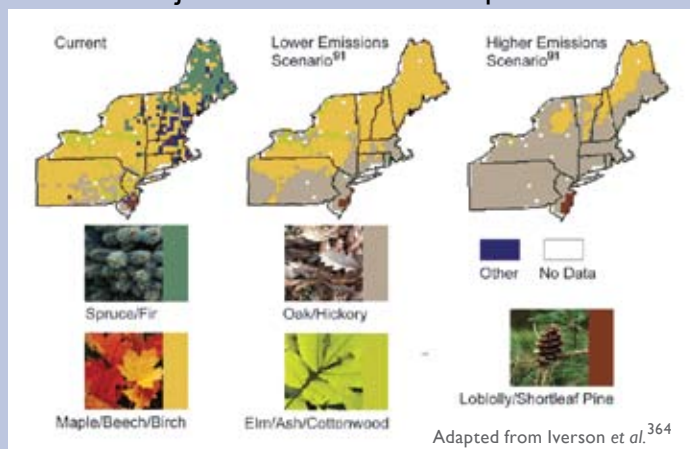 Current
Lower Emissions
Scenario91
Higher Emissions
Scenario91
Other
No Data
Spruce/Fir
Oak/Hickory
Maple/Beech/Birch
Elm/Ash/Cottonwood
Loblolly/Shortleaf Pine
Adapted from Iverson et al.364